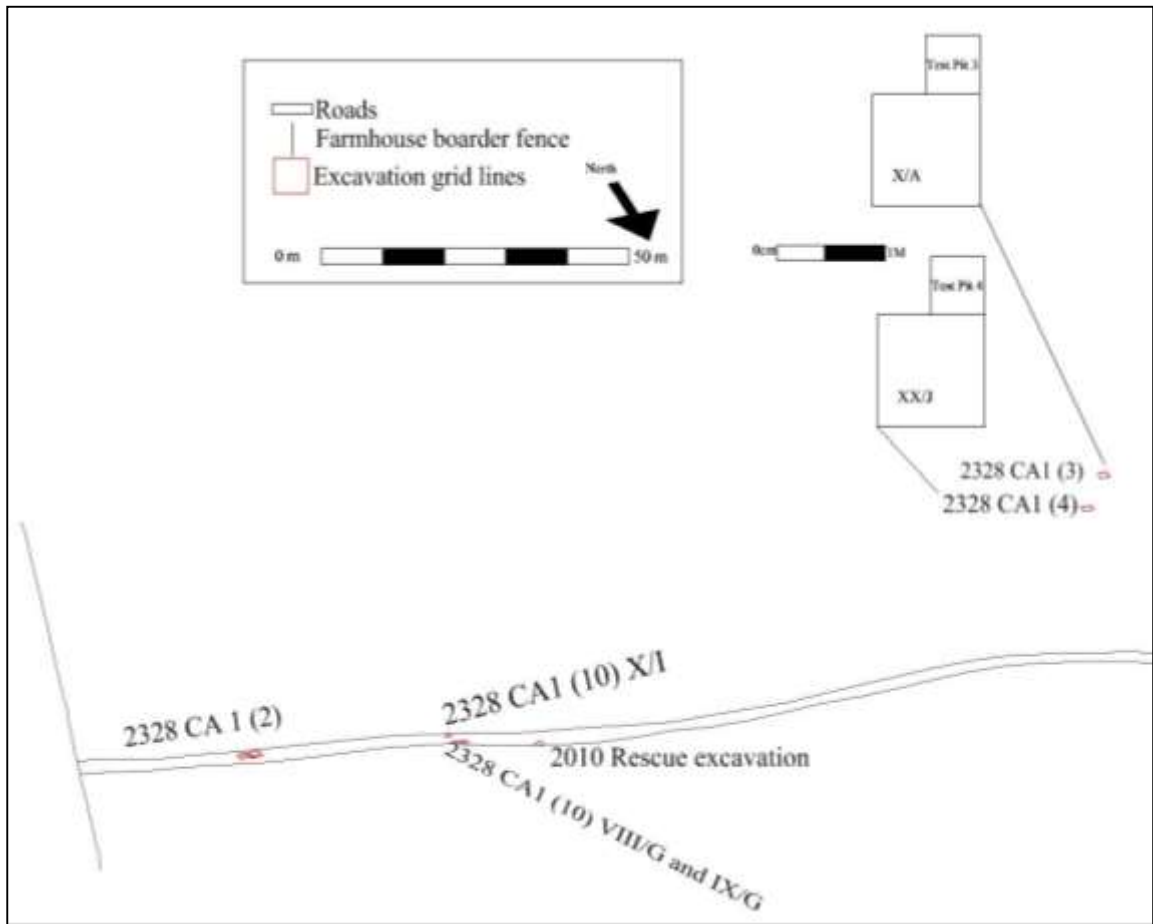 Test Pit 3
Roads
Farmhouse boarder fence
North
Excavation grid lines
X/A
0 m
50 m
0cm
1M
Test Pit 4
XX/J
2328 CA1 (3)
2328 CA1 (4)
2328 CA1 (10) X/I
2328 CA 1 (2)
2010 Rescue excavation
2328 CA1 (10) VIII/G and IX/G